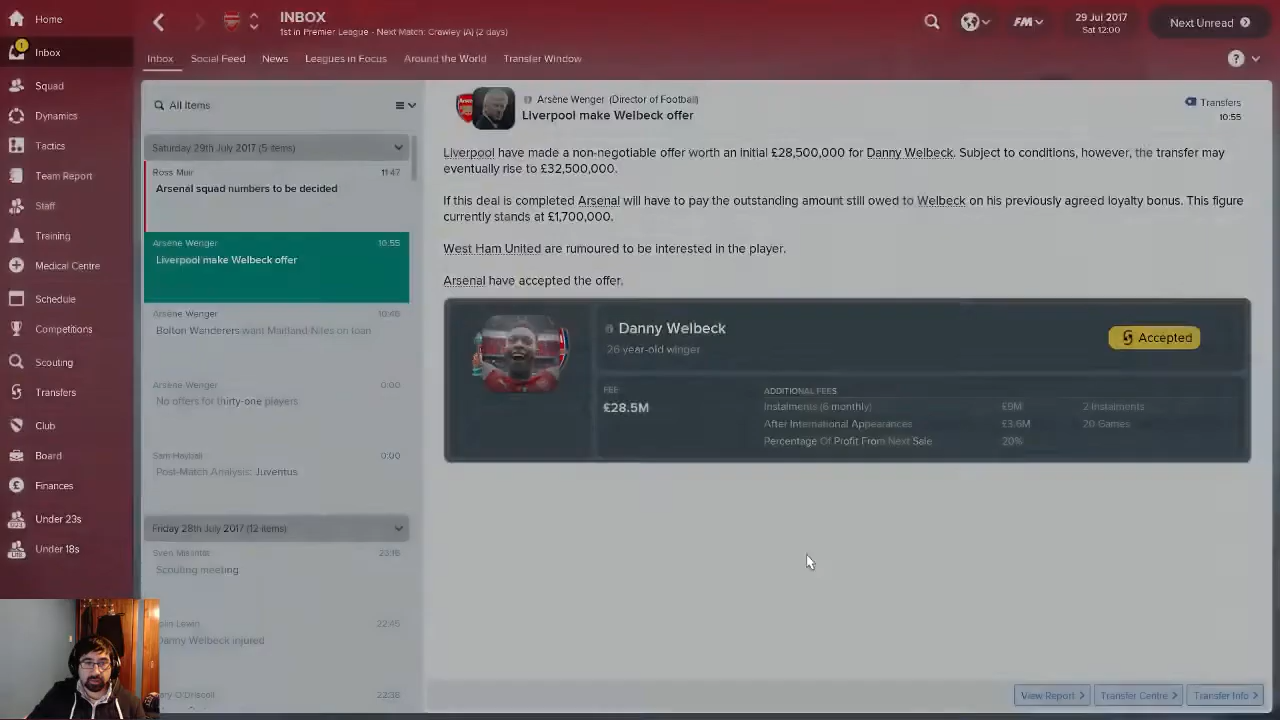 Home
Inbox
Squad
Dynamics
Tactics
Team Report
Staff
Training
Medical Centre
Schedule
Competitions
Scouting
Transfers
Club
Board
Finances
Under 23s
Under 18s
INBOX
1st in Premier League - Next Match: Crawley (A) (2 days)
FM
29 Jul 2017
Sat 12:00
Next Unread
Inbox Social Feed News Leagues in Focus Around the World Transfer Window
All Items
Saturday 29th July 2017 (5 items)
Ross Muir 11:47
Arsenal squad numbers to be decided
Arsène Wenger 10:55
Liverpool make Welbeck offer
Arsène Wenger 10:46
Bolton Wanderers want Maitland-Niles on loan
Arsène Wenger 0:00
No offers for thirty-one players
0:00
Post-Match Analysis: Juventus
Friday 28th July 2017 (12 items)
Sven Mislintat 23:18
Scouting meeting
Colin Lewin 22:45
Danny Welbeck injured
Gary O'Driscoll 22:38
Arsène Wenger (Director of Football)
Liverpool make Welbeck offer
Transfers
10:55
Liverpool have made a non-negotiable offer worth an initial £28,500,000 for Danny Welbeck. Subject to conditions, however, the transfer may
eventually rise to £32,500,000.
If this deal is completed Arsenal will have to pay the outstanding amount still owed to Welbeck on his previously agreed loyalty bonus. This figure
currently stands at £1,700,000.
West Ham United are rumoured to be interested in the player.
Arsenal have accepted the offer.
Danny Welbeck
26 year-old winger
Accepted
FEE
£28.5M
ADDITIONAL FEES
Instalments (6 monthly) £9M 2 Instalments
After International Appearances £3.6M 20 Games
Percentage Of Profit From Next Sale 20%
View Report
Transfer Centre
Transfer Info